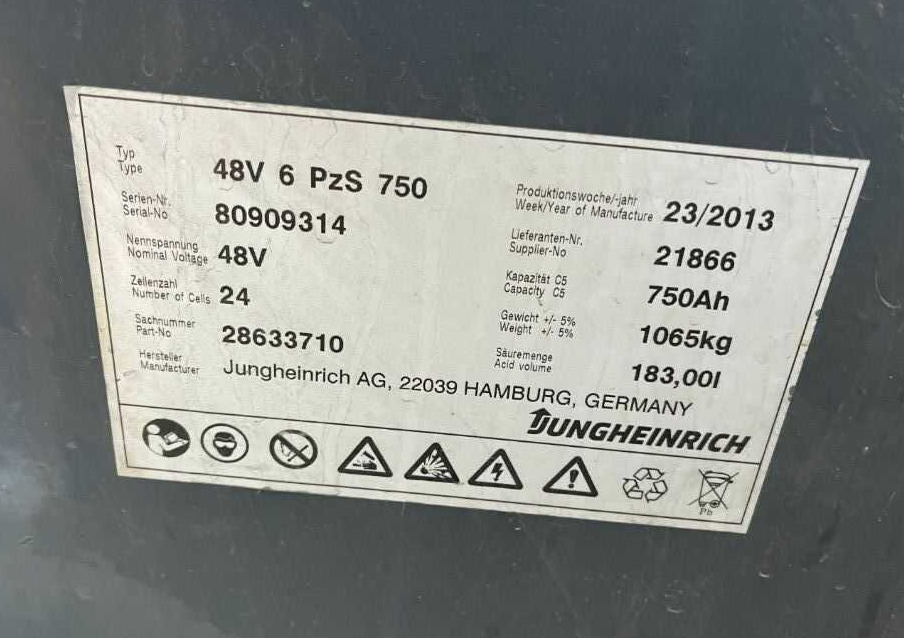 Typ
Type 48V 6 PzS 750
Serien-Nr.
Serial-No 80909314
Nennspannung
Nominal Voltage 48V
Zellenzahl
Number of Cells 24
Sachnummer
Part-No 28633710
Hersteller
Manufacturer Jungheinrich AG, 22039 HAMBURG, GERMANY
Produktionswoche/-jahr
Week/Year of Manufacture 23/2013
Lieferanten-Nr.
Supplier-No 21866
Kapazität C5
Capacity C5 750Ah
Gewicht +/- 5%
Weight +/- 5% 1065kg
Säuremenge
Acid volume 183,00l
JUNGHEINRICH
Pb